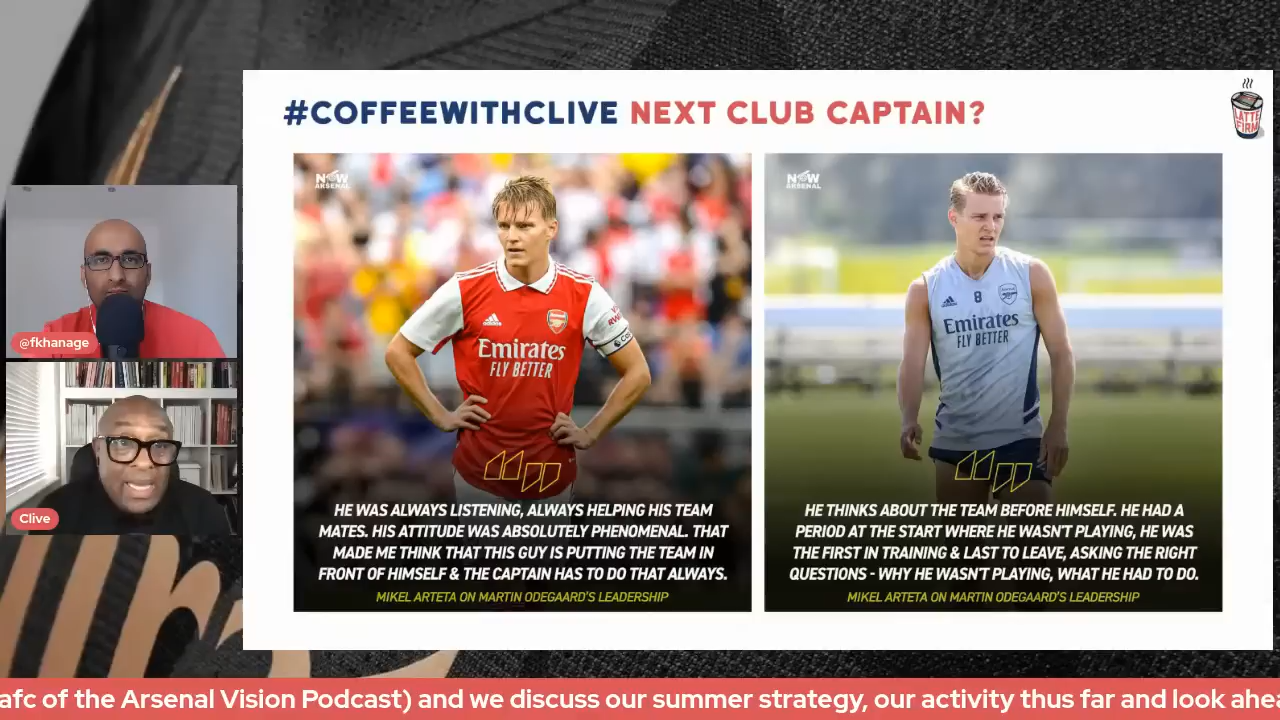 #COFFEEWITHCLIVE NEXT CLUB CAPTAIN?
LATTE
FIRM
NOW
ARSENAL
Emirates
FLY BETTER
HE WAS ALWAYS LISTENING, ALWAYS HELPING HIS TEAM
MATES. HIS ATTITUDE WAS ABSOLUTELY PHENOMENAL. THAT
MADE ME THINK THAT THIS GUY IS PUTTING THE TEAM IN
FRONT OF HIMSELF & THE CAPTAIN HAS TO DO THAT ALWAYS.
MIKEL ARTETA ON MARTIN ODEGAARD'S LEADERSHIP
NOW
ARSENAL
8
Emirates
FLY BETTER
HE THINKS ABOUT THE TEAM BEFORE HIMSELF. HE HAD A
PERIOD AT THE START WHERE HE WASN'T PLAYING, HE WAS
THE FIRST IN TRAINING & LAST TO LEAVE, ASKING THE RIGHT
QUESTIONS - WHY HE WASN'T PLAYING, WHAT HE HAD TO DO.
MIKEL ARTETA ON MARTIN ODEGAARD'S LEADERSHIP
@fkhanage
Clive
afc of the Arsenal Vision Podcast) and we discuss our summer strategy, our activity thus far and look ahea